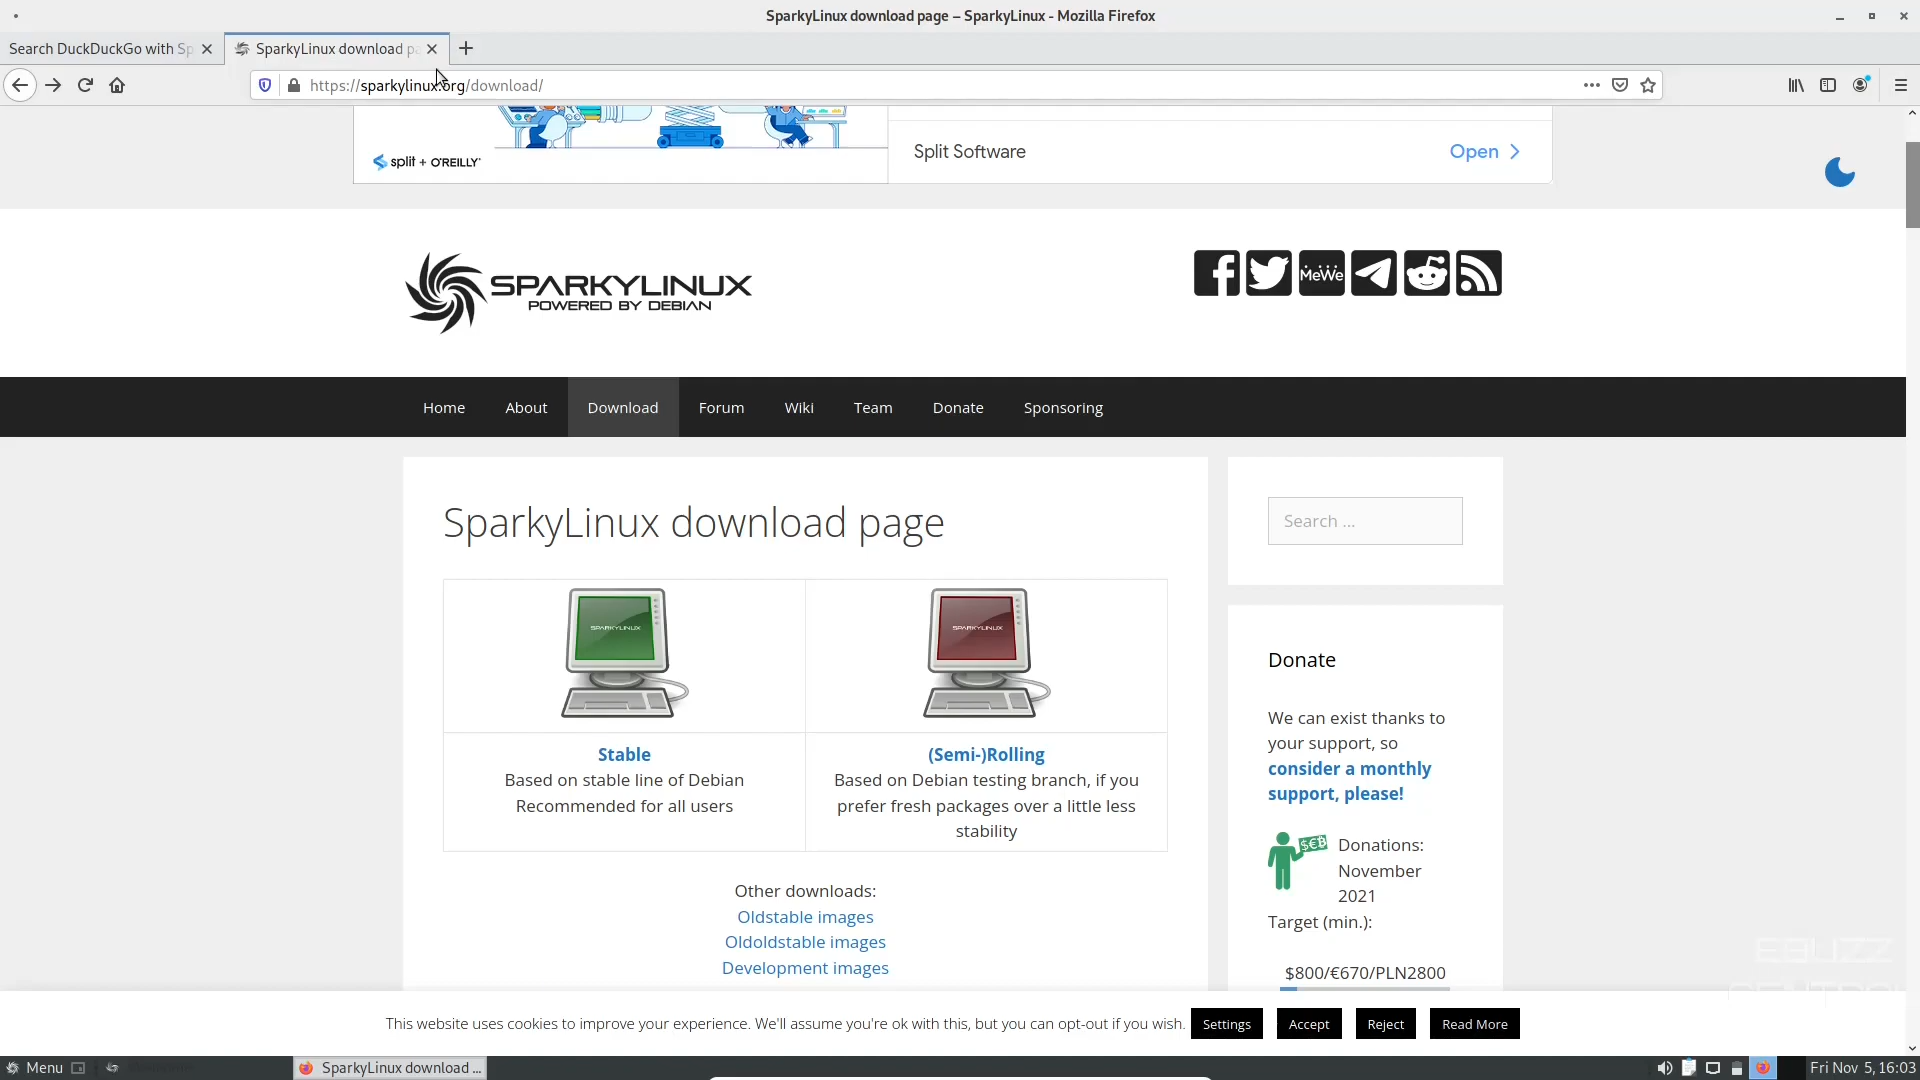 SparkyLinux download page – SparkyLinux - Mozilla Firefox
Search DuckDuckGo with Sp
SparkyLinux download pa
https://sparkylinux.org/download/
split + O'REILLY
Split Software
Open
SPARKYLINUX
POWERED BY DEBIAN
MeWe
Home
About
Download
Forum
Wiki
Team
Donate
Sponsoring
SparkyLinux download page
Search ...
SPARKYLINUX
SPARKYLINUX
Stable
Based on stable line of Debian
Recommended for all users
(Semi-)Rolling
Based on Debian testing branch, if you
prefer fresh packages over a little less
stability
Other downloads:
Oldstable images
Oldoldstable images
Development images
Donate
We can exist thanks to
your support, so
consider a monthly
support, please!
$€₿
Donations:
November
2021
Target (min.):
$800/€670/PLN2800
This website uses cookies to improve your experience. We'll assume you're ok with this, but you can opt-out if you wish.
Settings
Accept
Reject
Read More
Menu
SparkyLinux download ...
Fri Nov 5, 16:03